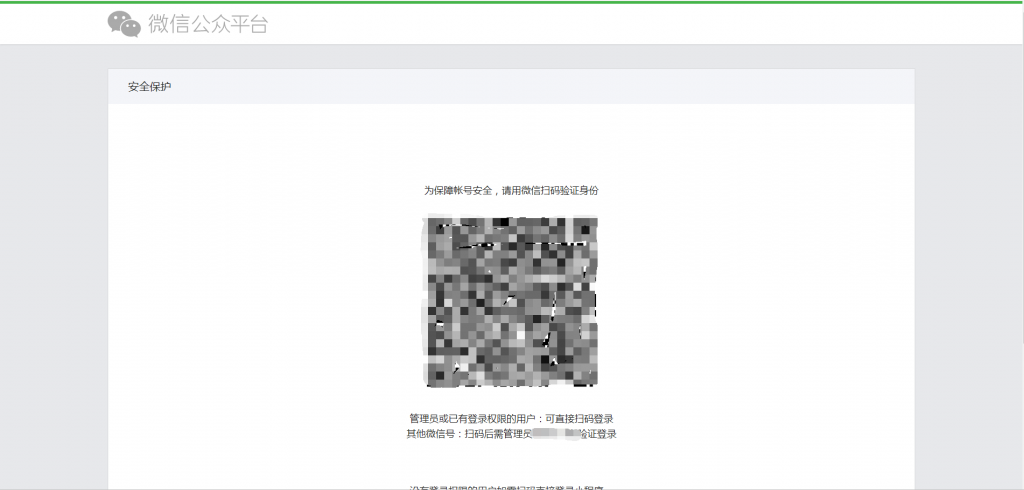 微信公众平台
安全保护
为保障帐号安全，请用微信扫码验证身份
管理员或已有登录权限的用户：可直接扫码登录
其他微信号：扫码后需管理员验证登录